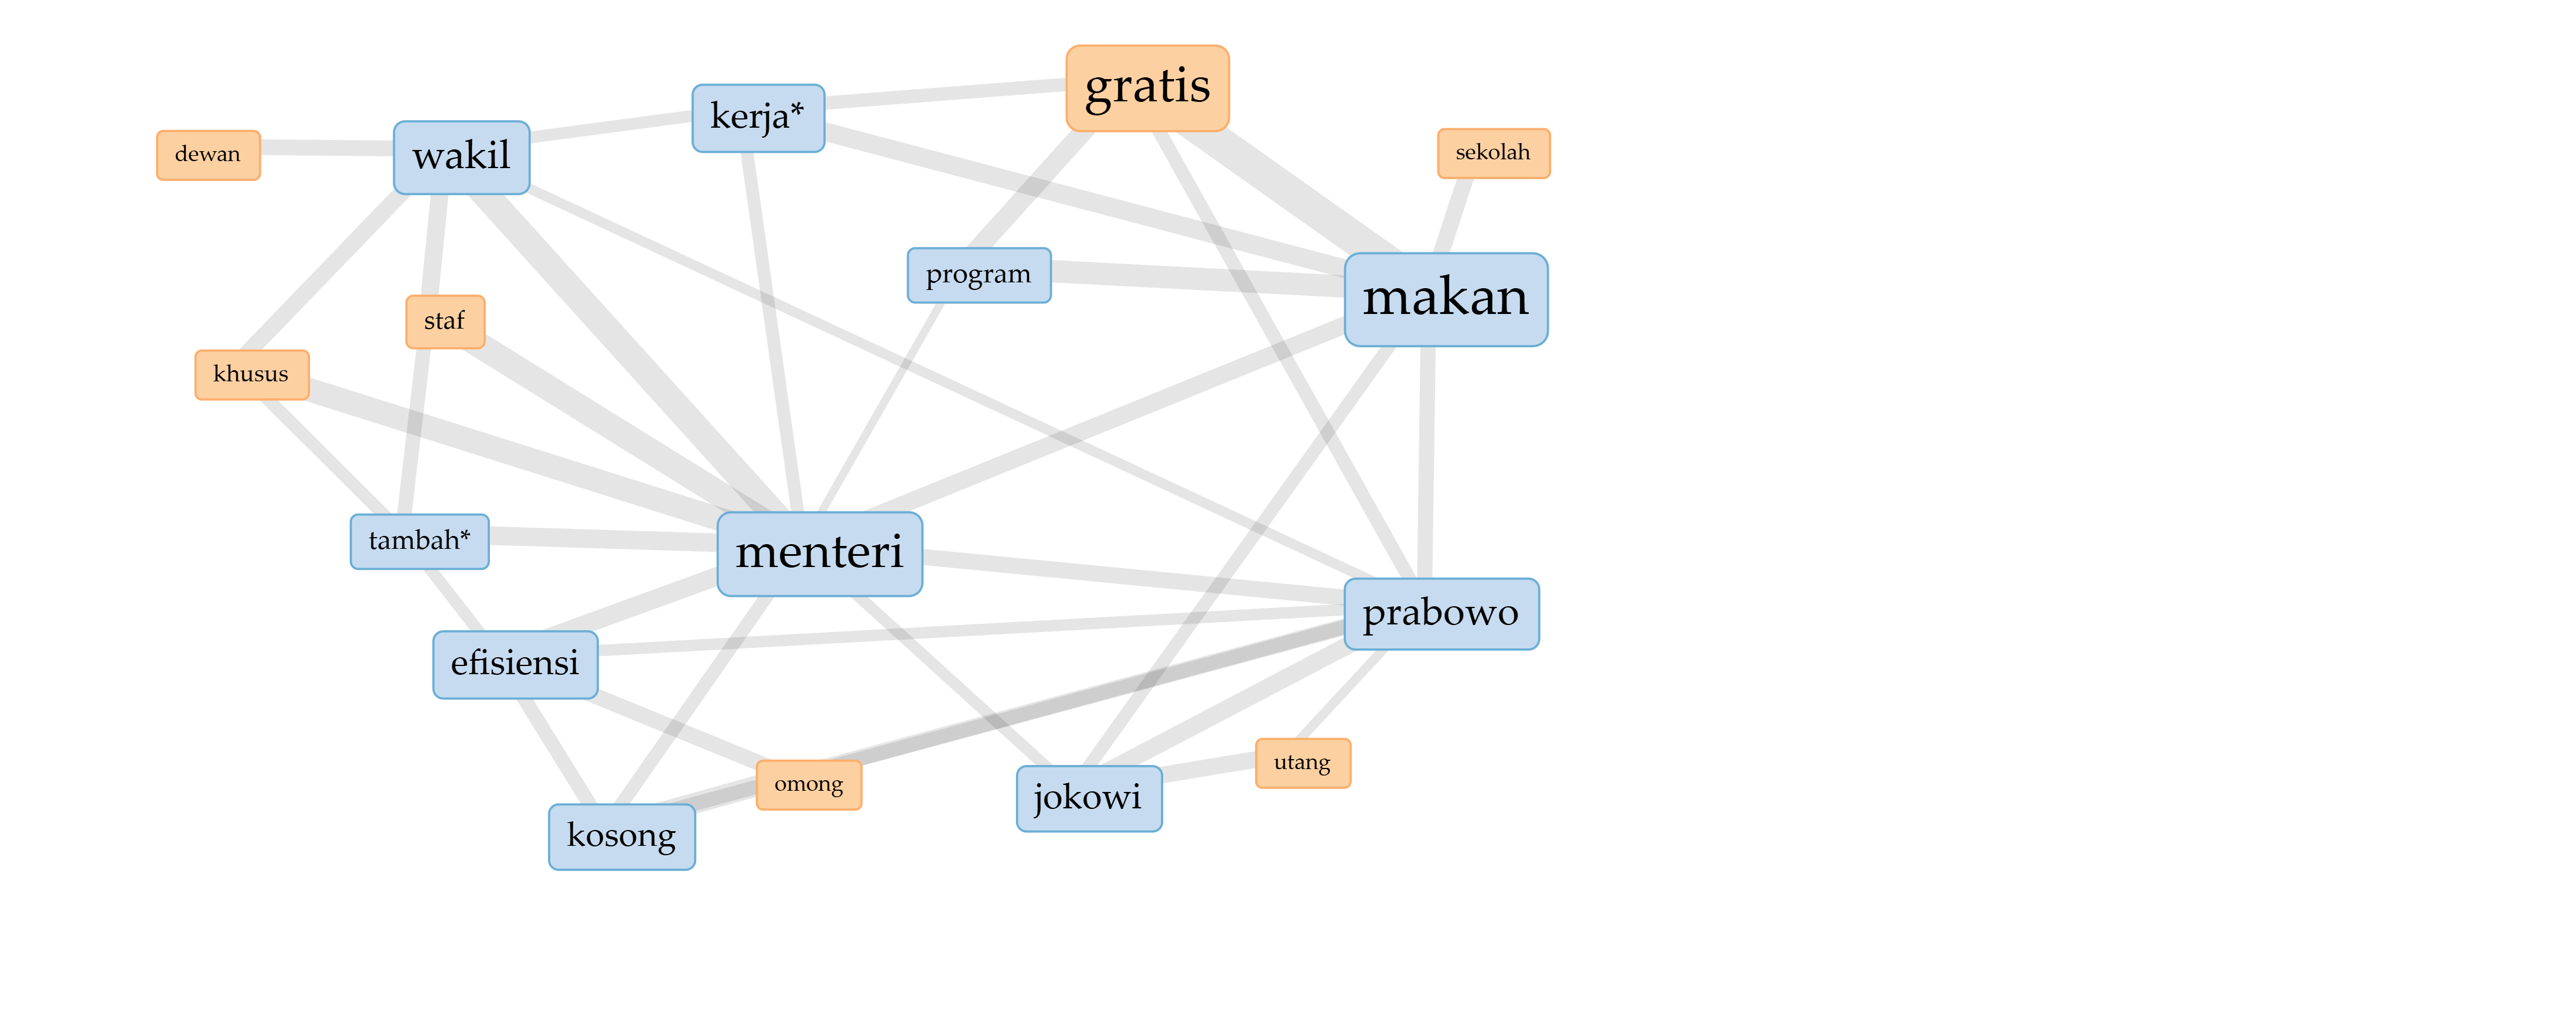 gratis
kerja*
wakil
dewan
sekolah
program
makan
staf
khusus
tambah*
menteri
prabowo
efisiensi
utang
omong
jokowi
kosong